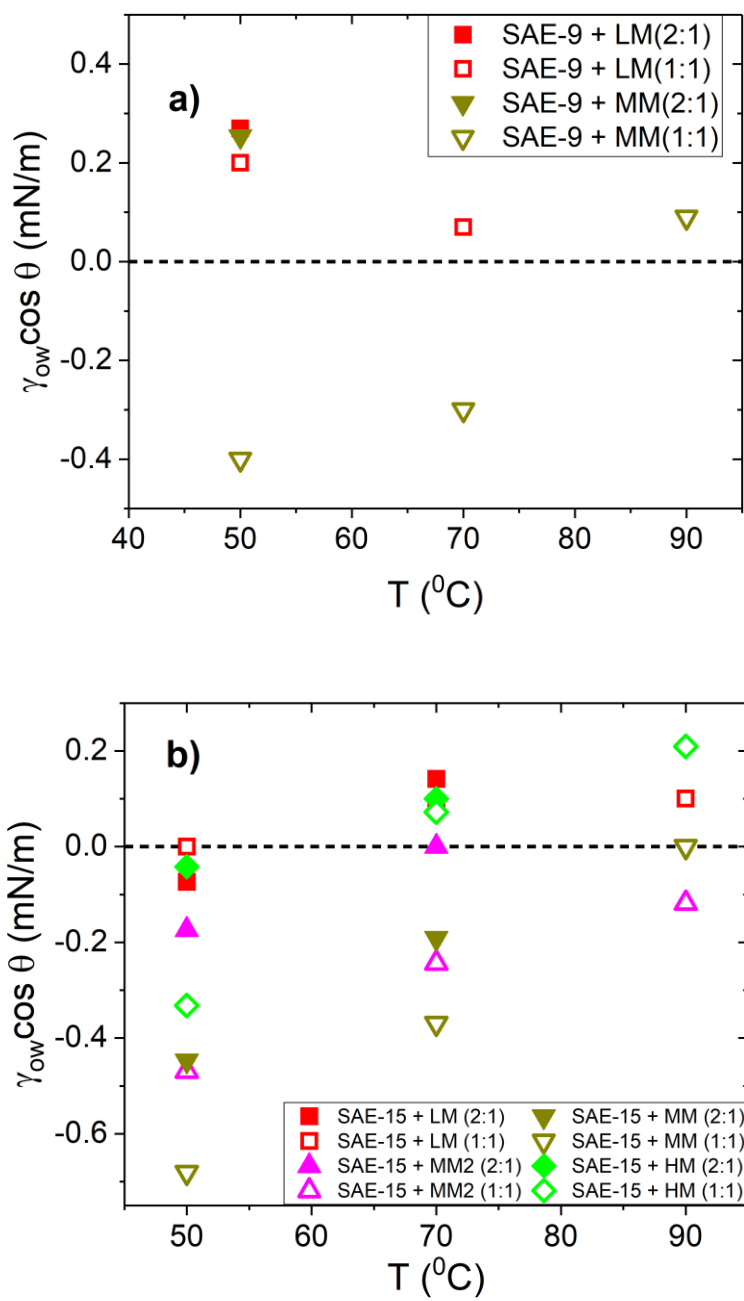 a)
SAE-9 + LM(2:1)
SAE-9 + LM(1:1)
SAE-9 + MM(2:1)
SAE-9 + MM(1:1)
0.4
0.2
0.0
-0.2
-0.4
γow cos θ (mN/m)
40 50 60 70 80 90
T (⁰C)
b)
0.2
0.0
-0.2
-0.4
-0.6
γow cos θ (mN/m)
SAE-15 + LM (2:1) SAE-15 + MM (2:1)
SAE-15 + LM (1:1) SAE-15 + MM (1:1)
SAE-15 + MM2 (2:1) SAE-15 + HM (2:1)
SAE-15 + MM2 (1:1) SAE-15 + HM (1:1)
50 60 70 80 90
T (⁰C)